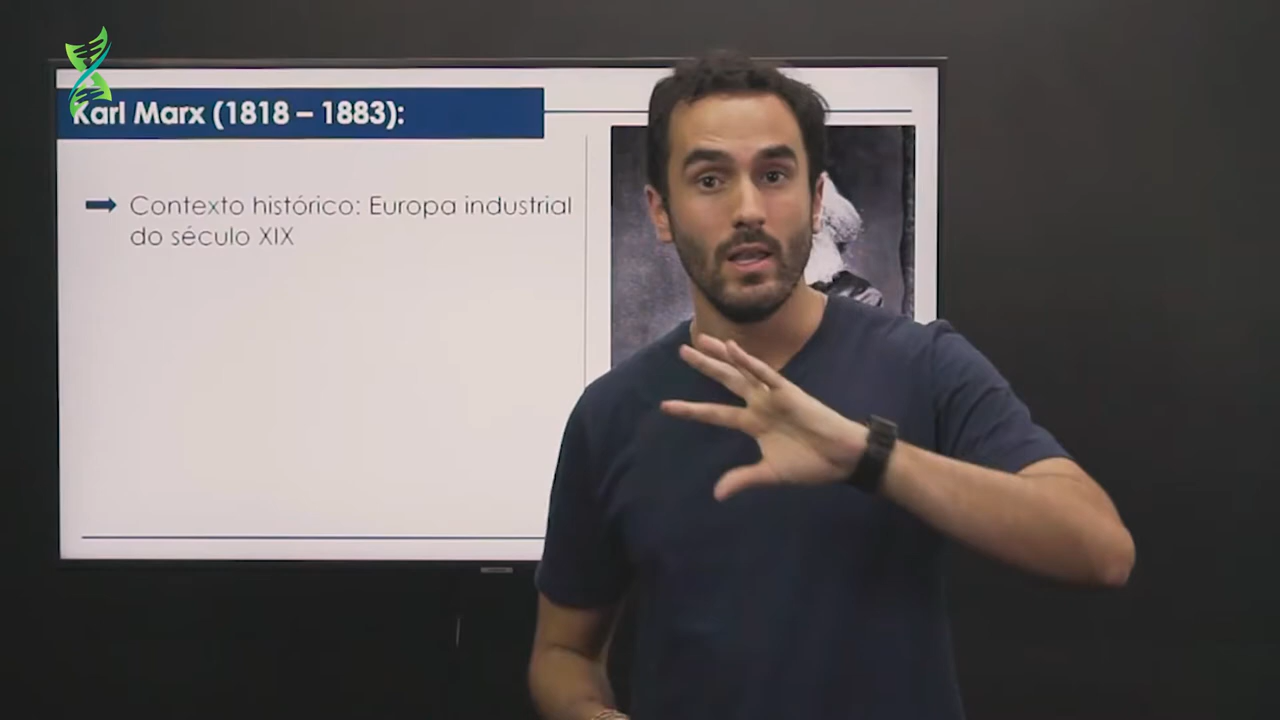 Karl Marx (1818 – 1883):
Contexto histórico: Europa industrial
do século XIX